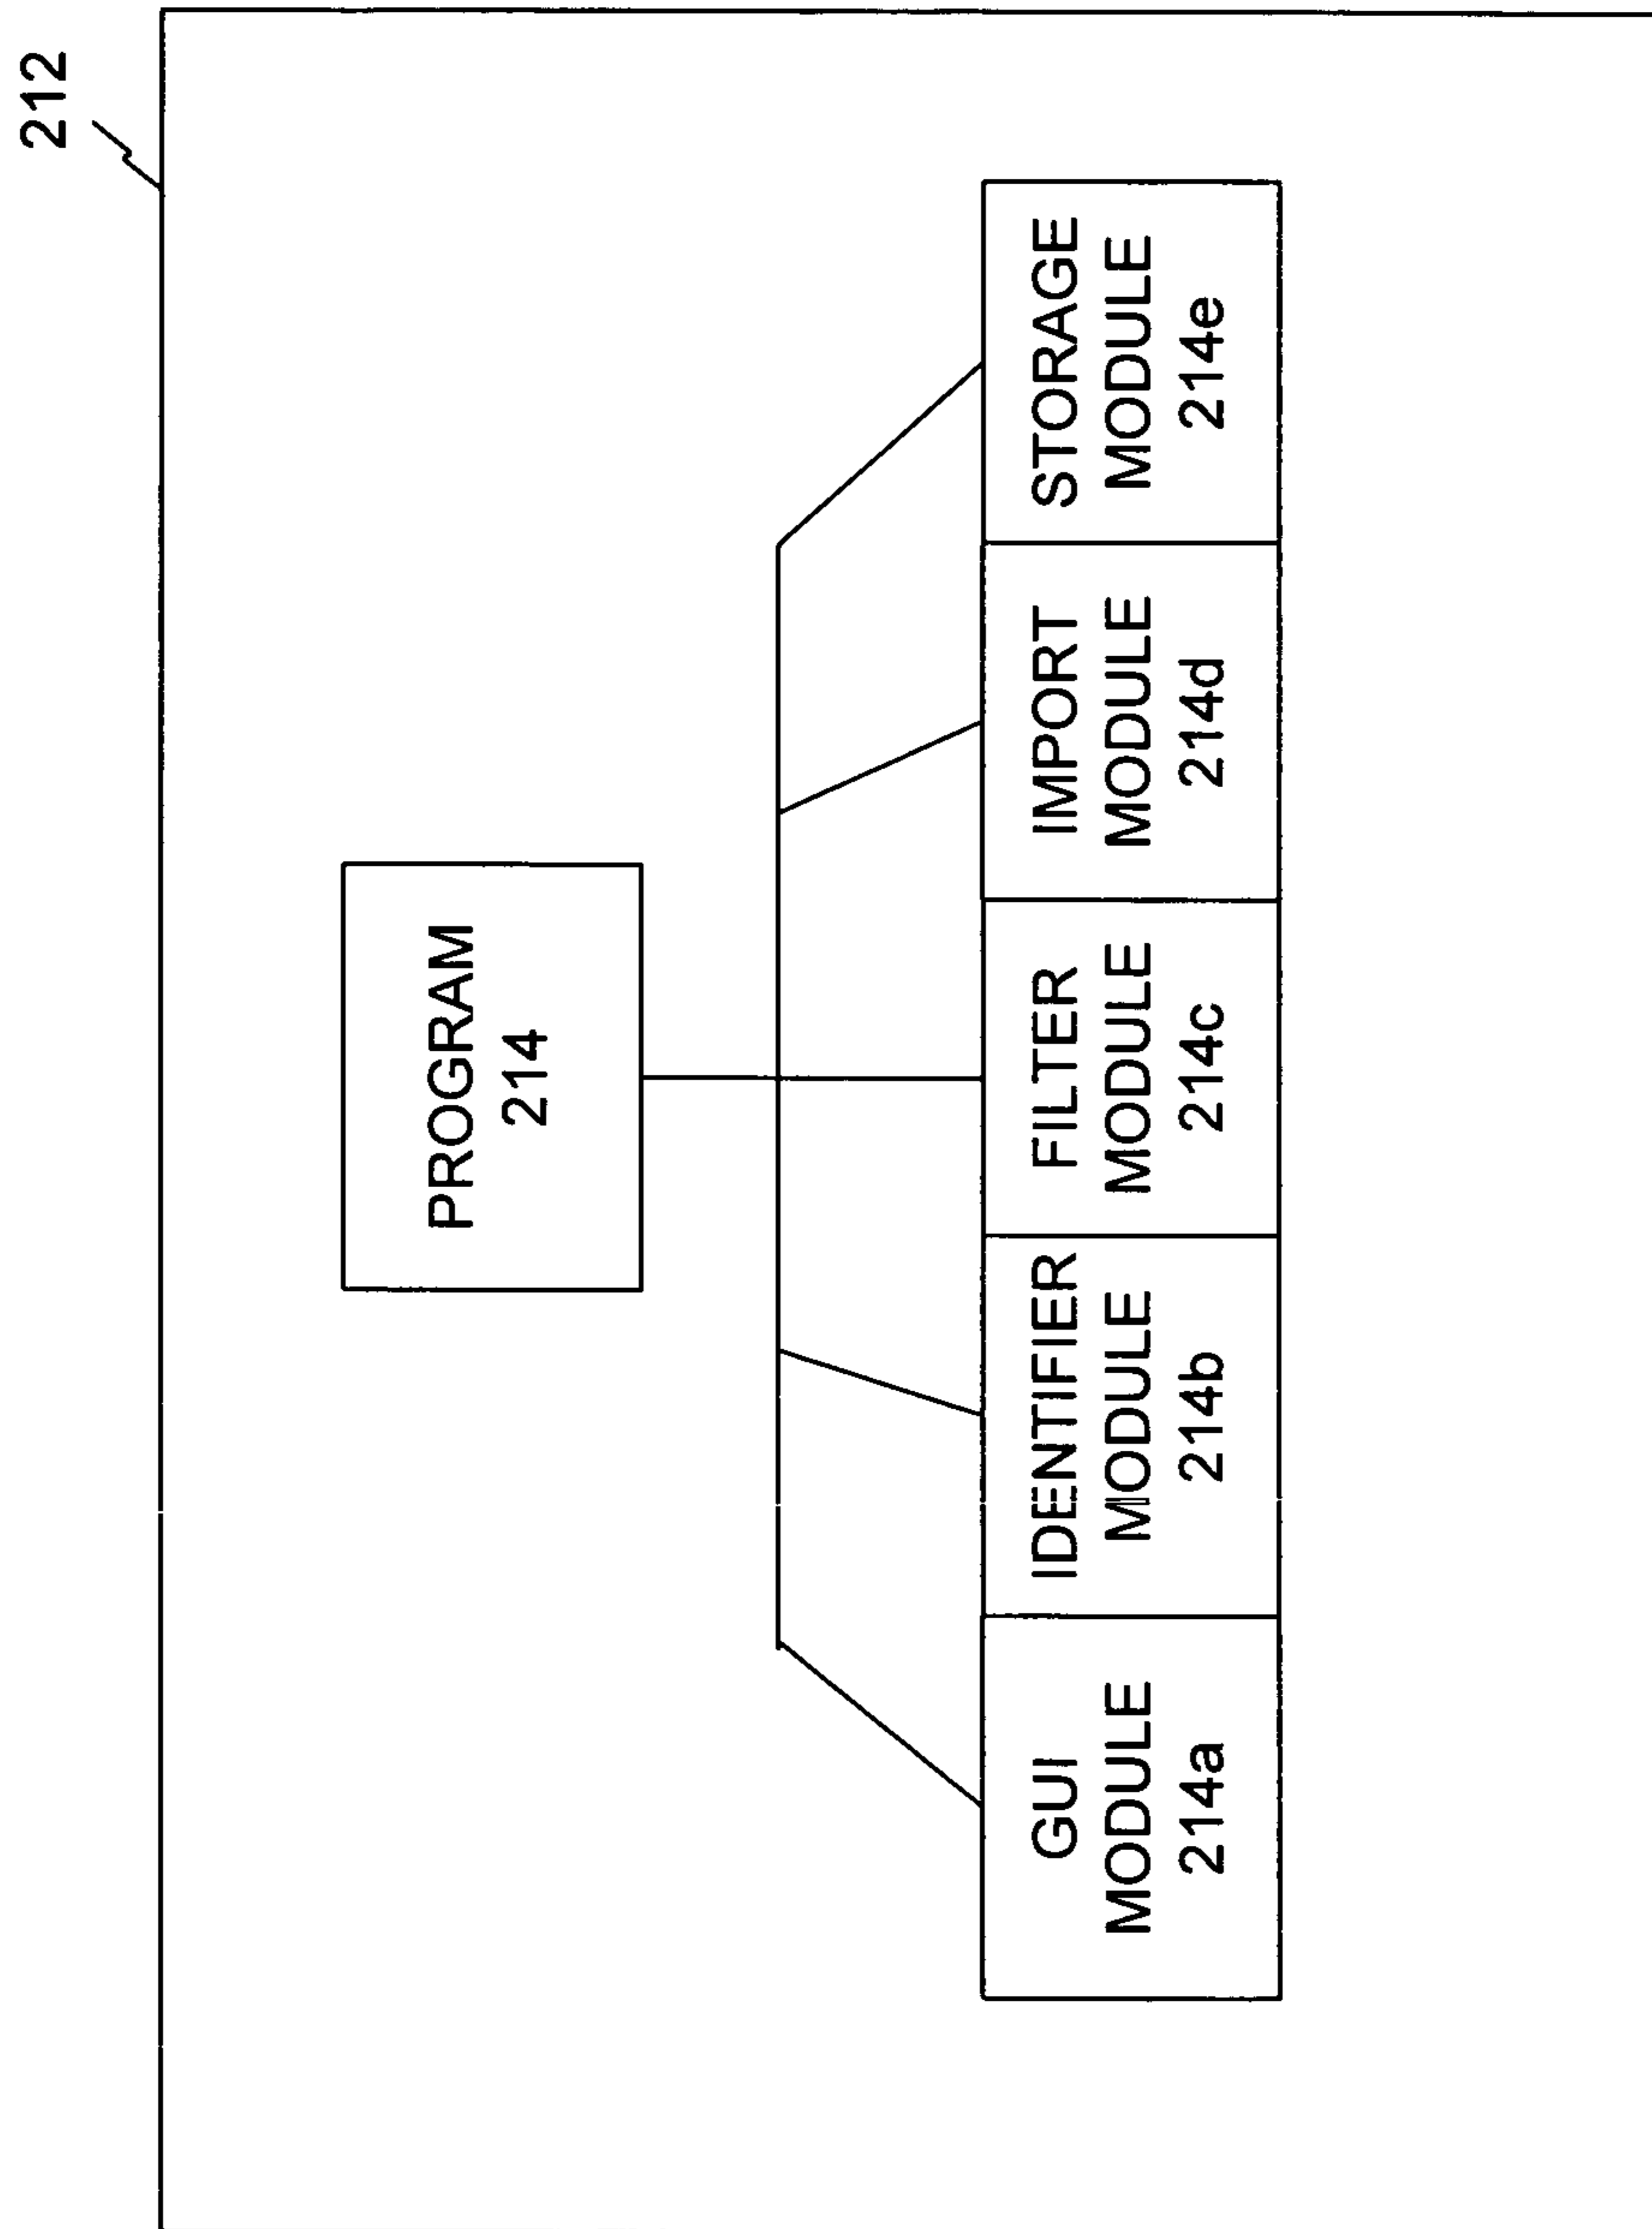 212
PROGRAM
214
GUI
MODULE
214a
IDENTIFIER
MODULE
214b
FILTER
MODULE
214c
IMPORT
MODULE
214d
STORAGE
MODULE
214e